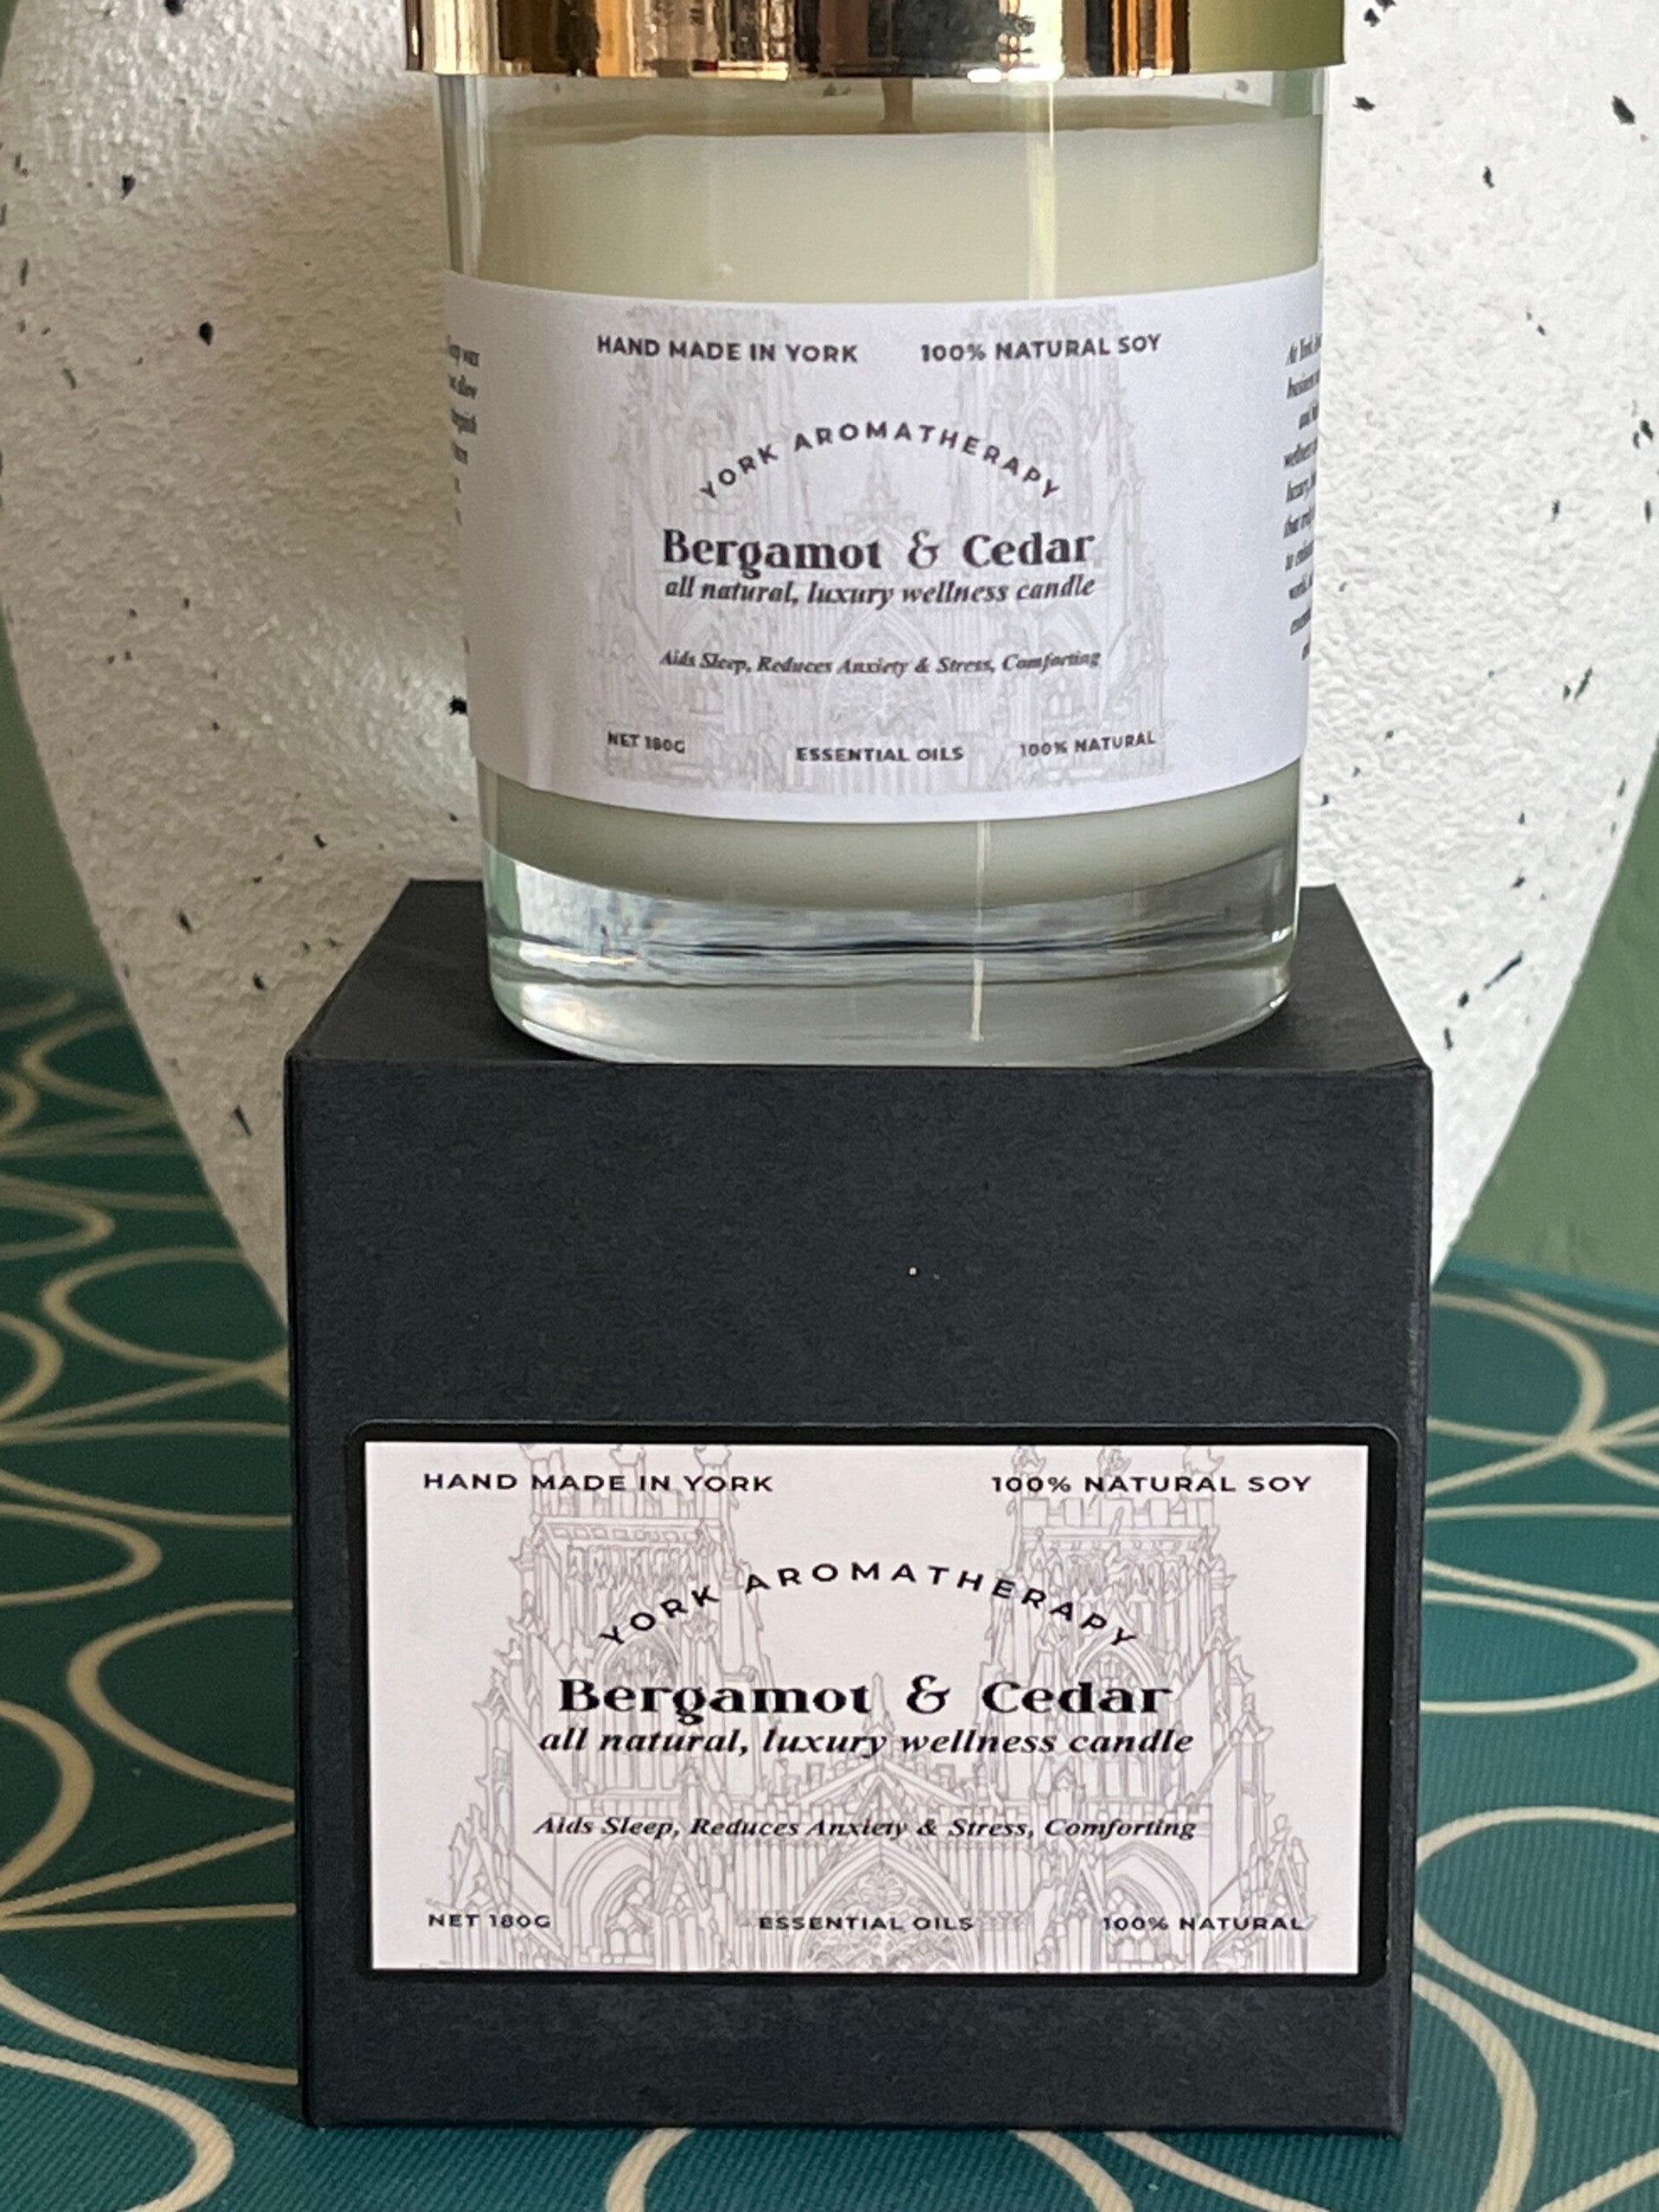 HAND MADE IN YORK 100% NATURAL SOY
YORK AROMATHERAPY
Bergamot & Cedar
all natural, luxury wellness candle
Aids Sleep, Reduces Anxiety & Stress, Comforting
NET 180G ESSENTIAL OILS 100% NATURAL
HAND MADE IN YORK 100% NATURAL SOY
YORK AROMATHERAPY
Bergamot & Cedar
all natural, luxury wellness candle
Aids Sleep, Reduces Anxiety & Stress, Comforting
NET 180G ESSENTIAL OILS 100% NATURAL